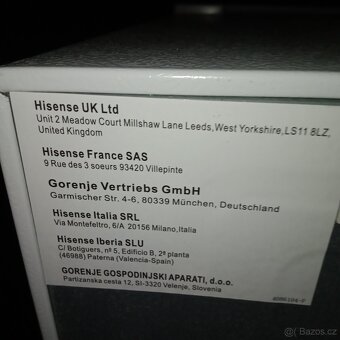 Hisense UK Ltd
Unit 2 Meadow Court Millshaw Lane Leeds,West Yorkshire,LS11 8LZ,
United Kingdom
Hisense France SAS
9 Rue des 3 soeurs 93420 Villepinte
Gorenje Vertriebs GmbH
Garmischer Str. 4-6, 80339 München, Deutschland
Hisense Italia SRL
Via Montefeltro, 6/A 20156 Milano,Italia
Hisense Iberia SLU
C/ Botiguers, nº 5, Edificio B, 2ª planta
(46988) Paterna (Valencia-Spain)
GORENJE GOSPODINJSKI APARATI, d.o.o.
Partizanska cesta 12, SI-3320 Velenje, Slovenia
Bazos.cz